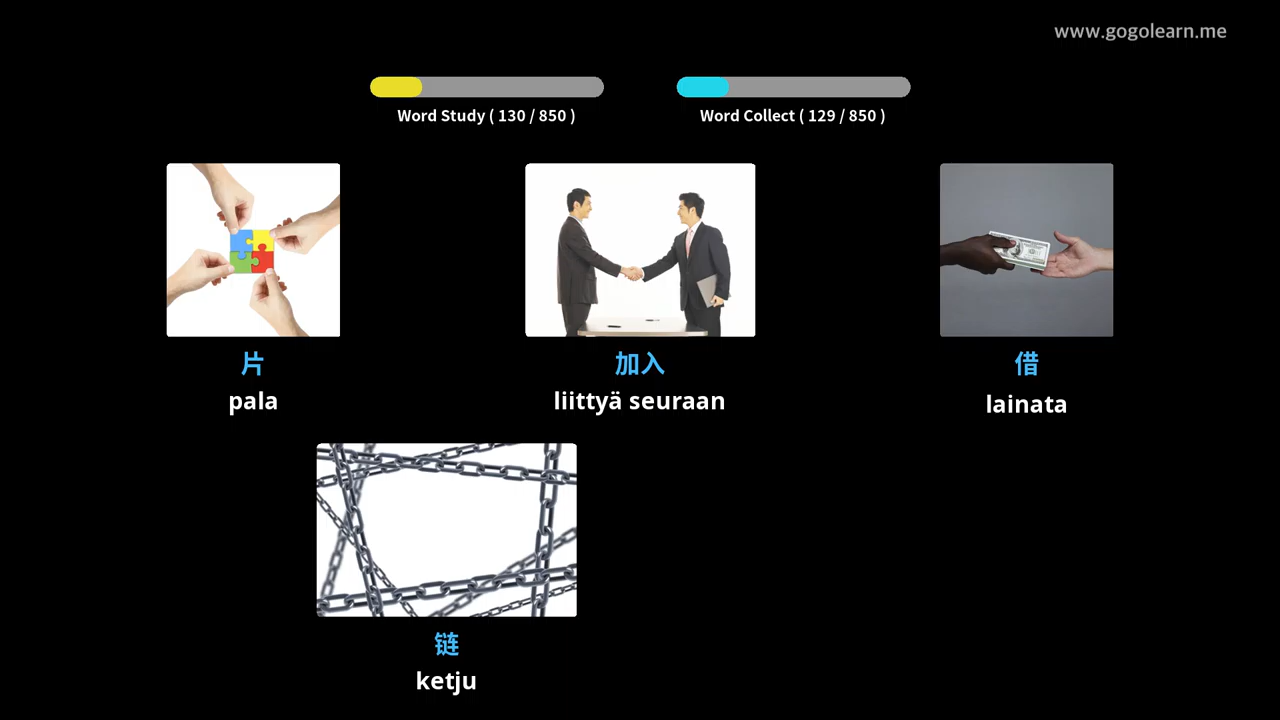 www.gogolearn.me
Word Study ( 130 / 850 )
Word Collect ( 129 / 850 )
片
pala
加入
liittyä seuraan
借
lainata
链
ketju